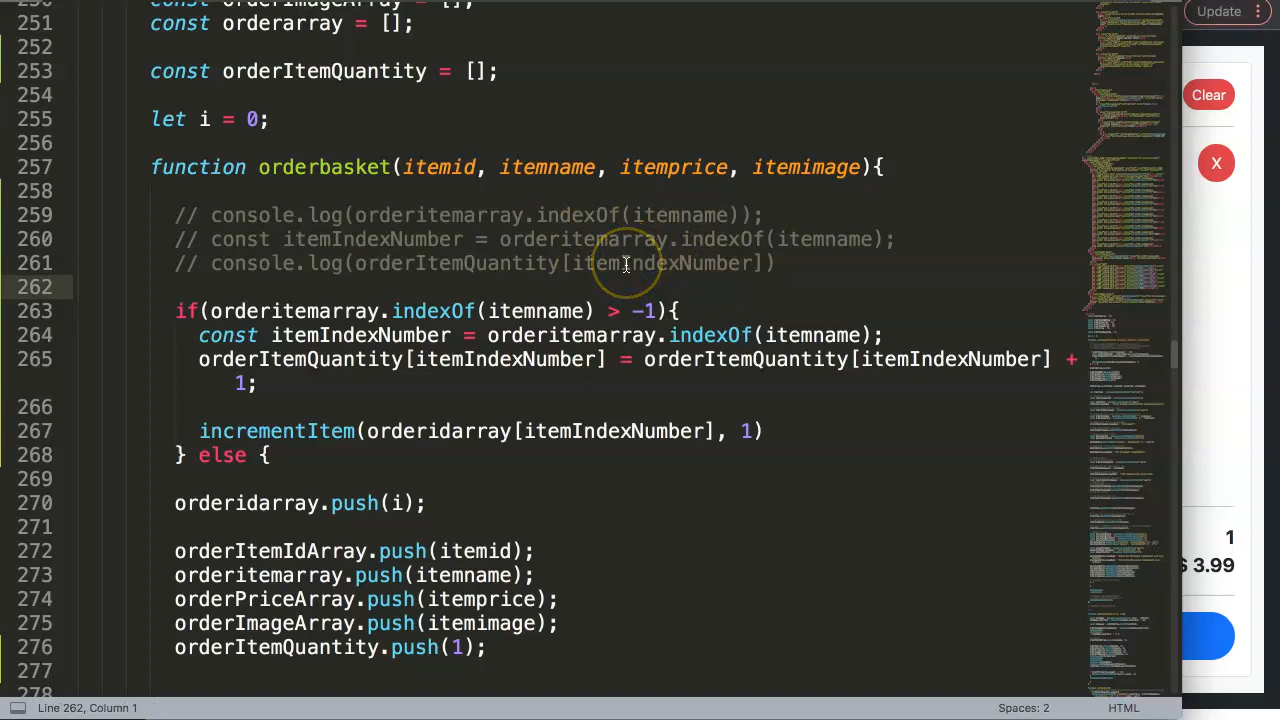 250 const orderImageArray = [];
251 const orderarray = [];
252
253 const orderItemQuantity = [];
254
255 let i = 0;
256
257 function orderbasket(itemid, itemname, itemprice, itemimage){
258
259 // console.log(orderitemarray.indexOf(itemname));
260 // const itemIndexNumber = orderitemarray.indexOf(itemname);
261 // console.log(orderItemQuantity[itemIndexNumber])
262
263 if(orderitemarray.indexOf(itemname) > -1){
264 const itemIndexNumber = orderitemarray.indexOf(itemname);
265 orderItemQuantity[itemIndexNumber] = orderItemQuantity[itemIndexNumber] +
1;
266
267 incrementItem(orderidarray[itemIndexNumber], 1)
268 } else {
269
270 orderidarray.push(i);
271
272 orderItemIdArray.push(itemid);
273 orderitemarray.push(itemname);
274 orderPriceArray.push(itemprice);
275 orderImageArray.push(itemimage);
276 orderItemQuantity.push(1);
277
278
Line 262, Column 1
Spaces: 2
HTML
Update
Clear
X
1
$ 3.99